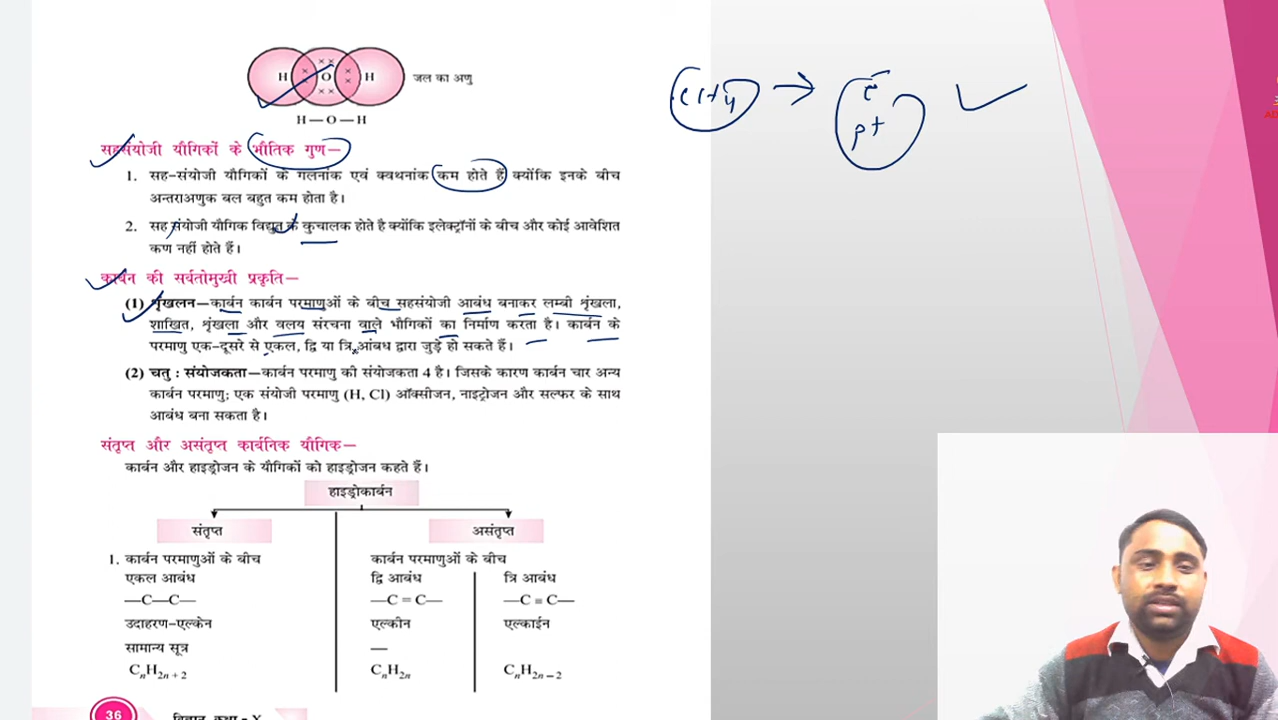 H O H जल का अणु
H—O—H
सहसंयोजी यौगिकों के भौतिक गुण—
1. सह-संयोजी यौगिकों के गलनांक एवं क्वथनांक कम होते हैं क्योंकि इनके बीच
अन्तराअणुक बल बहुत कम होता है।
2. सह संयोजी यौगिक विद्युत के कुचालक होते है क्योंकि इलेक्ट्रॉनों के बीच और कोई आवेशित
कण नहीं होते हैं।
कार्बन की सर्वतोमुखी प्रकृति—
(1) शृंखलन—कार्बन कार्बन परमाणुओं के बीच सहसंयोजी आबंध बनाकर लम्बी शृंखला,
शाखित, शृंखला और वलय संरचना वाले भौगिकों का निर्माण करता है। कार्बन के
परमाणु एक-दूसरे से एकल, द्वि या त्रि आंबध द्वारा जुड़े हो सकते हैं।
(2) चतु : संयोजकता—कार्बन परमाणु की संयोजकता 4 है। जिसके कारण कार्बन चार अन्य
कार्बन परमाणु; एक संयोजी परमाणु (H, Cl) ऑक्सीजन, नाइट्रोजन और सल्फर के साथ
आबंध बना सकता है।
संतृप्त और असंतृप्त कार्बनिक यौगिक—
कार्बन और हाइड्रोजन के यौगिकों को हाइड्रोजन कहते हैं।
हाइड्रोकार्बन
संतृप्त असंतृप्त
1. कार्बन परमाणुओं के बीच कार्बन परमाणुओं के बीच
एकल आबंध द्वि आबंध त्रि आबंध
—C—C— —C = C— —C ≡ C—
उदाहरण–एल्केन एल्कीन एल्काईन
सामान्य सूत्र —
CnH2n + 2 CnH2n CnH2n – 2
36 विज्ञान कक्षा - X
CH4 → e-
p+